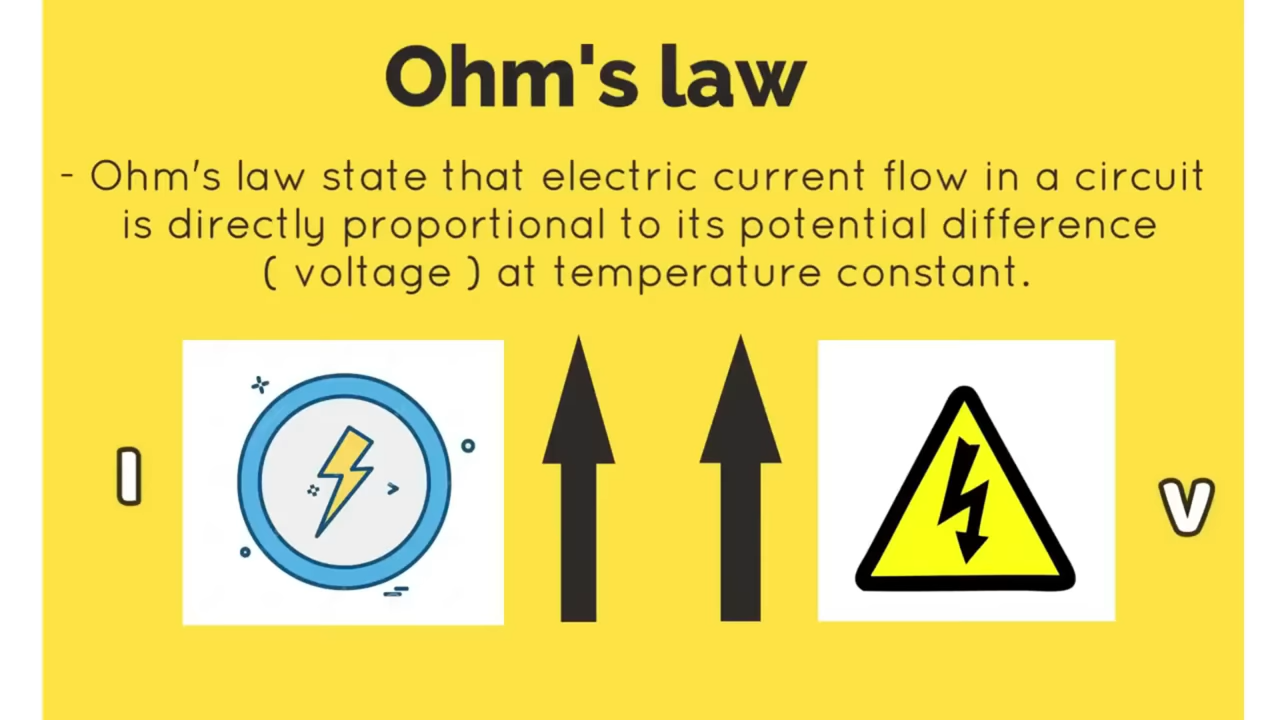 Ohm's law
- Ohm's law state that electric current flow in a circuit
is directly proportional to its potential difference
( voltage ) at temperature constant.
I
V